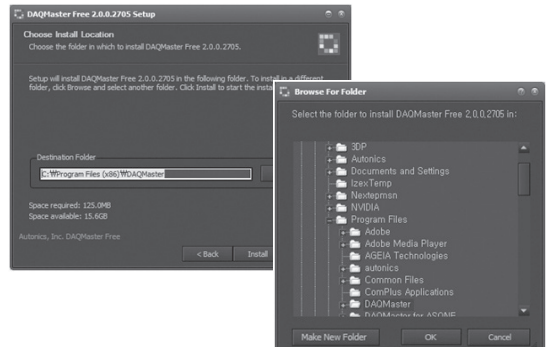 DAQMaster Free 2.0.0.2705 Setup
Choose Install Location
Choose the folder in which to install DAQMaster Free 2.0.0.2705.
Setup will install DAQMaster Free 2.0.0.2705 in the following folder. To install in a different
folder, click Browse and select another folder. Click Install to start the
Destination Folder
C:₩Program Files (x86)₩DAQMaster
Space required: 125.0MB
Space available: 15.6GB
Autonics, Inc. DAQMaster Free
< Back
Install
Browse For Folder
Select the folder to install DAQMaster Free 2,0,0,2705 in:
3DP
Autonics
Documents and Settings
IzexTemp
Nextepmsn
NVIDIA
Program Files
Adobe
Adobe Media Player
AGEIA Technologies
autonics
Common Files
ComPlus Applications
DAQMaster
DAQMaster for ASONE
Make New Folder
OK
Cancel